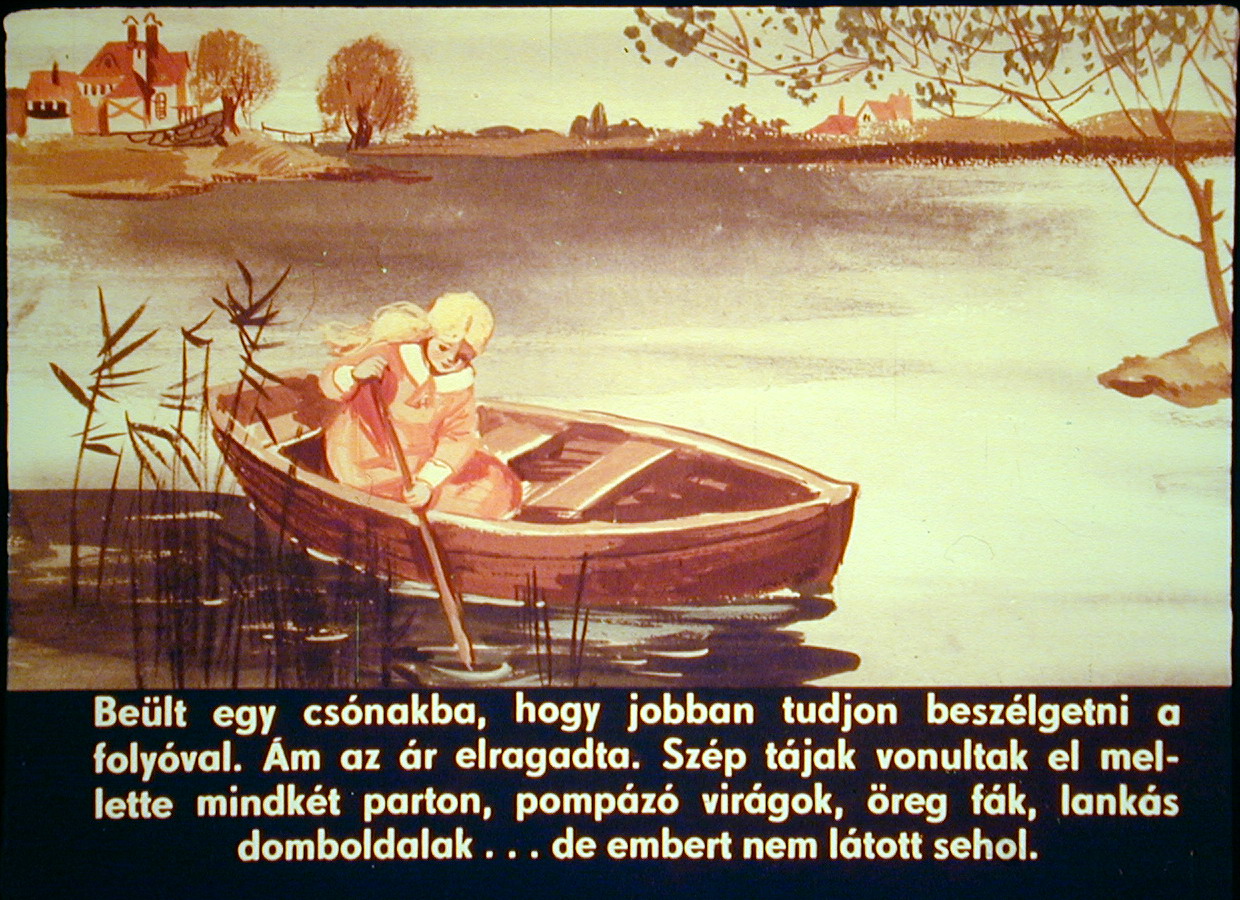 Beült egy csónakba, hogy jobban tudjon beszélgetni a
folyóval. Ám az ár elragadta. Szép tájak vonultak el mel-
lette mindkét parton, pompázó virágok, öreg fák, lankás
domboldalak . . . de embert nem látott sehol.